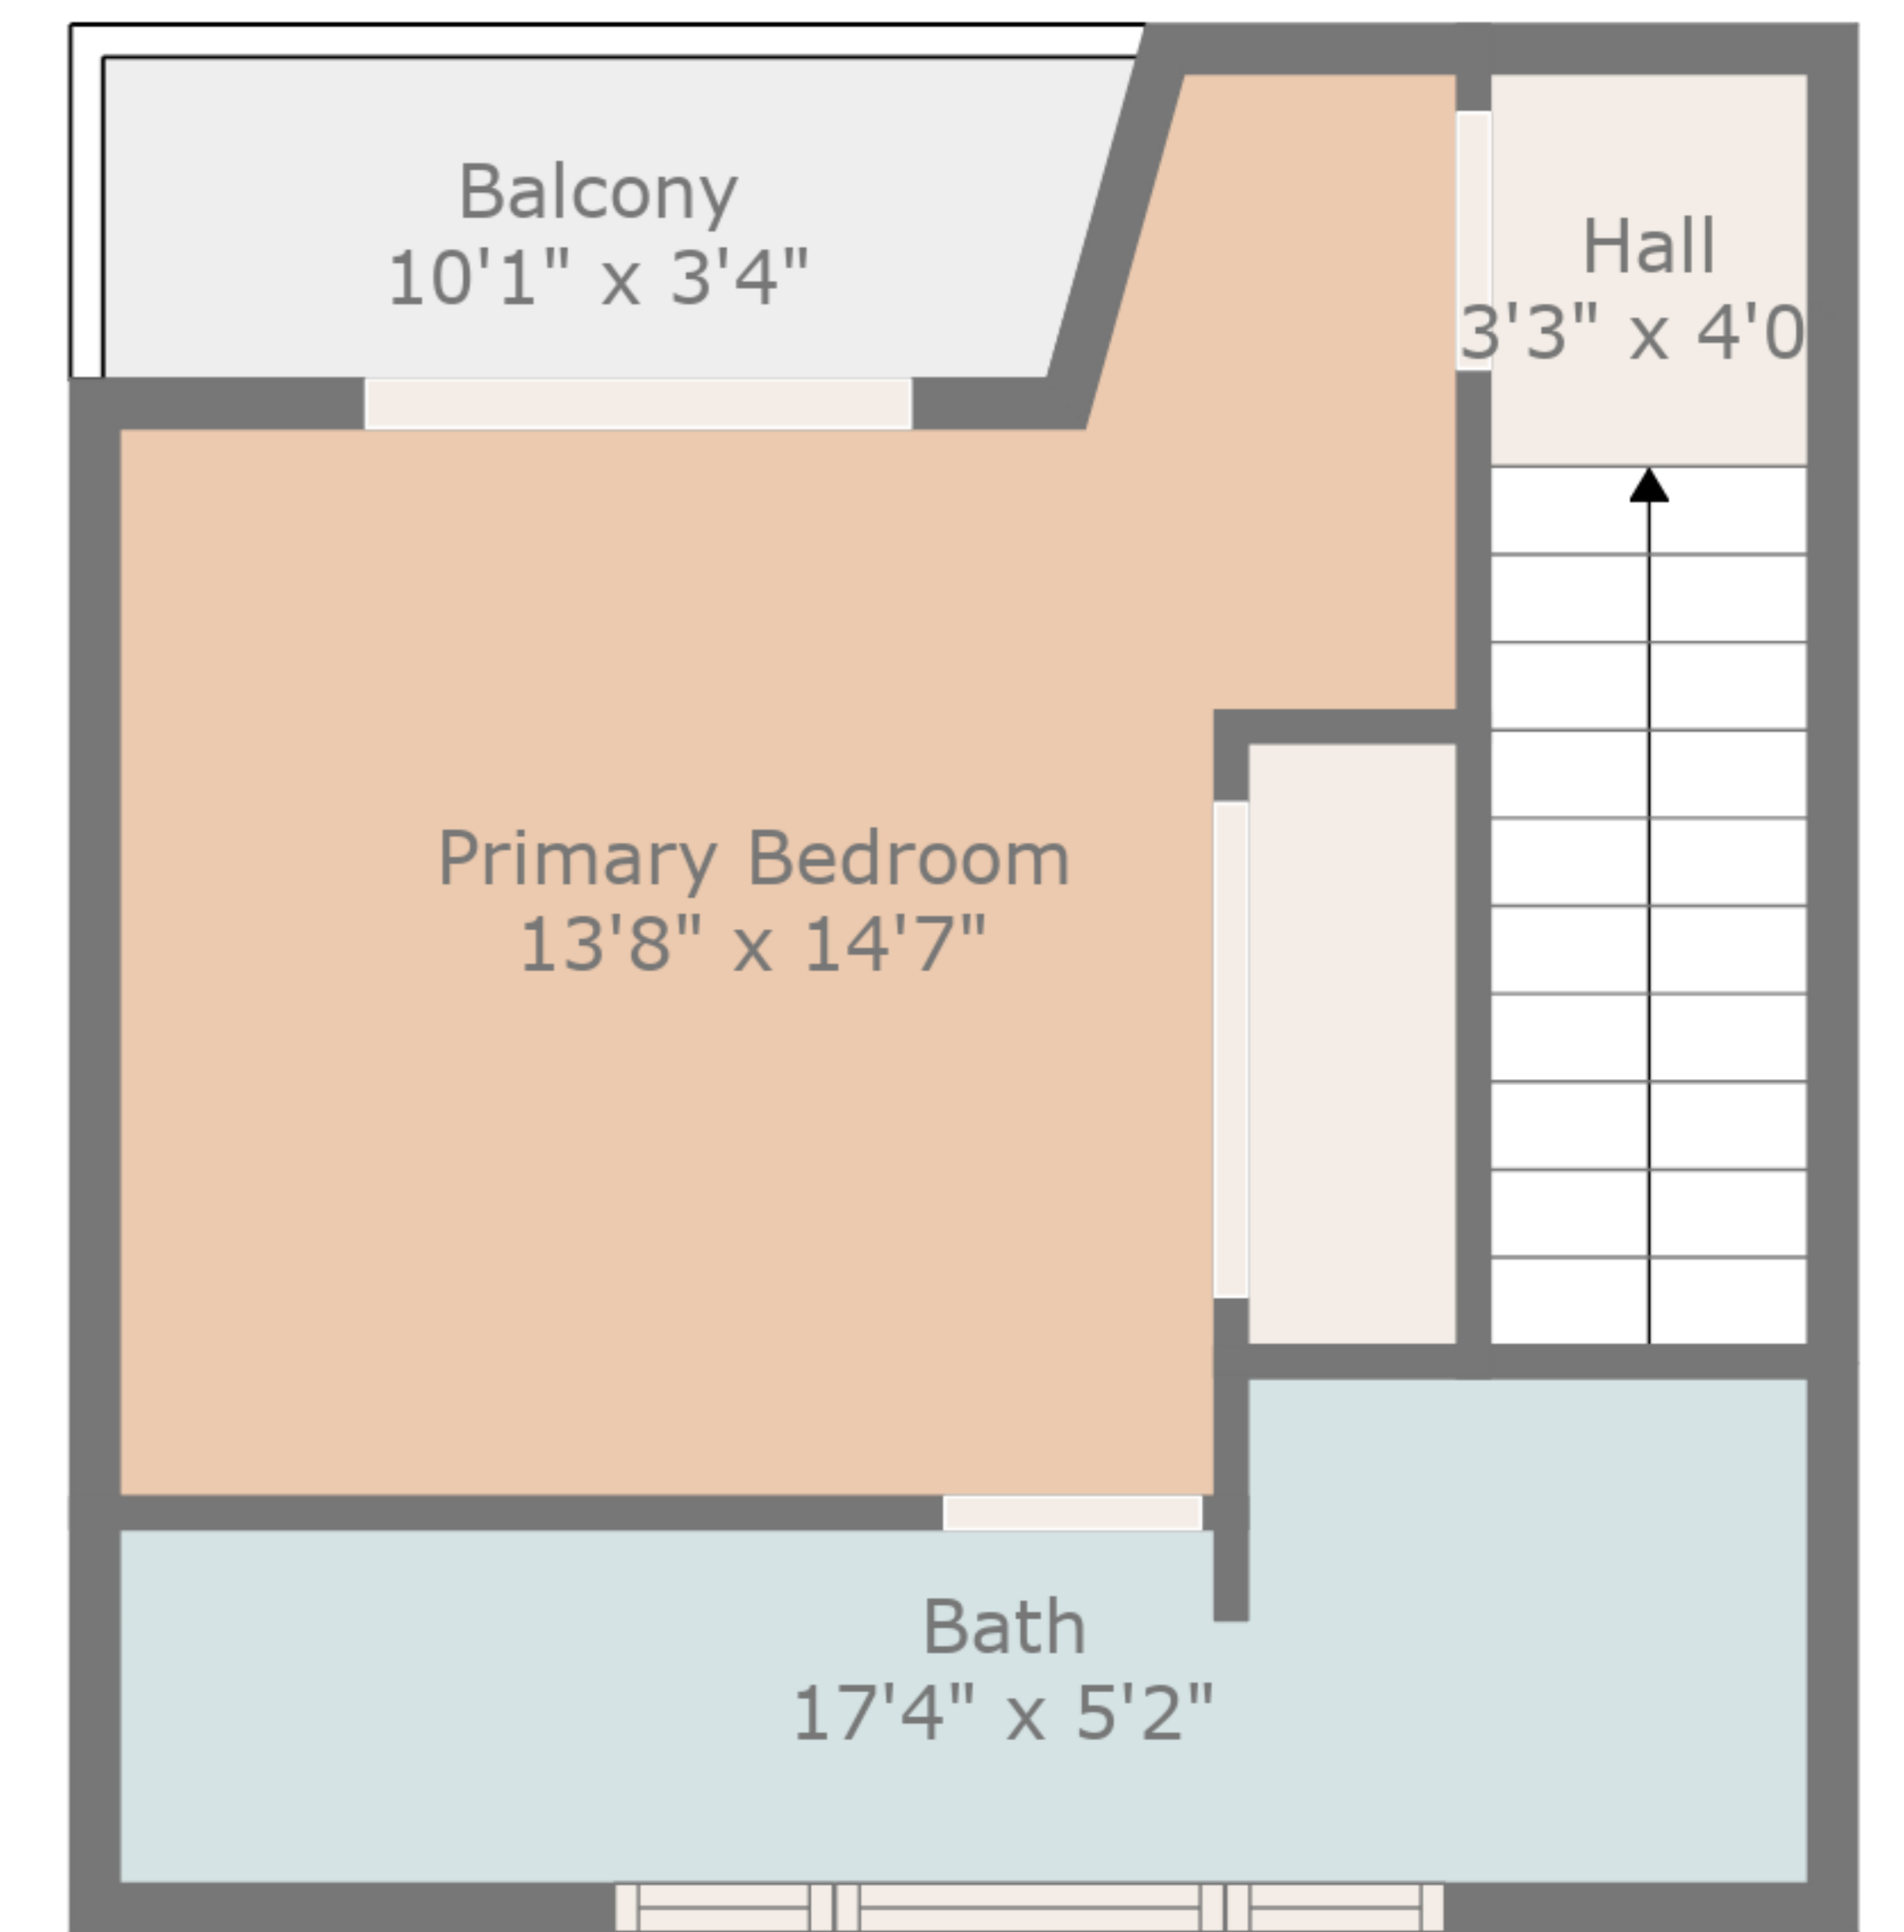 Balcony
10'1" x 3'4"
Hall
3'3" x 4'0
Primary Bedroom
13'8" x 14'7"
Bath
17'4" x 5'2"